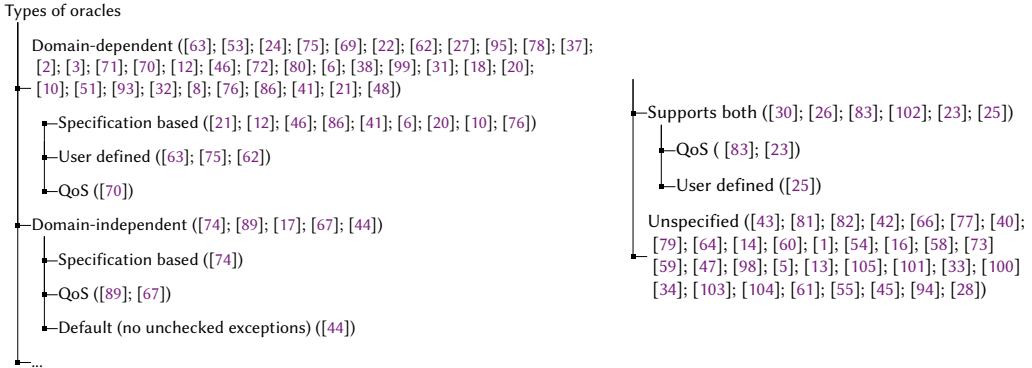 Types of oracles
Domain-dependent ([63]; [53]; [24]; [75]; [69]; [22]; [62]; [27]; [95]; [78]; [37];
[2]; [3]; [71]; [70]; [12]; [46]; [72]; [80]; [6]; [38]; [99]; [31]; [18]; [20];
[10]; [51]; [93]; [32]; [8]; [76]; [86]; [41]; [21]; [48])
Specification based ([21]; [12]; [46]; [86]; [41]; [6]; [20]; [10]; [76])
User defined ([63]; [75]; [62])
QoS ([70])
Domain-independent ([74]; [89]; [17]; [67]; [44])
Specification based ([74])
QoS ([89]; [67])
Default (no unchecked exceptions) ([44])
...
Supports both ([30]; [26]; [83]; [102]; [23]; [25])
QoS ( [83]; [23])
User defined ([25])
Unspecified ([43]; [81]; [82]; [42]; [66]; [77]; [40];
[79]; [64]; [14]; [60]; [1]; [54]; [16]; [58]; [73]
[59]; [47]; [98]; [5]; [13]; [105]; [101]; [33]; [100]
[34]; [103]; [104]; [61]; [55]; [45]; [94]; [28])